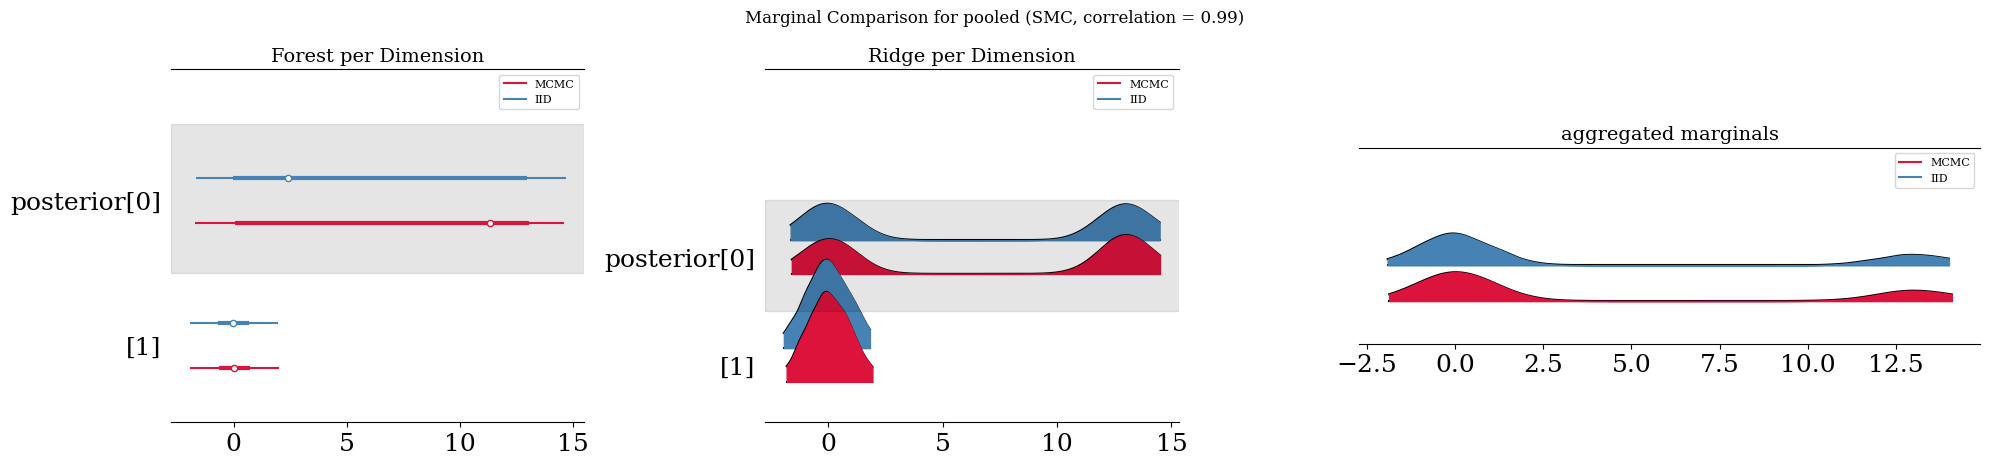 Marginal Comparison for pooled (SMC, correlation = 0.99)
Forest per Dimension
MCMC
IID
posterior[0]
[1]
0 5 10 15
Ridge per Dimension
MCMC
IID
posterior[0]
[1]
0 5 10 15
aggregated marginals
MCMC
IID
−2.5 0.0 2.5 5.0 7.5 10.0 12.5